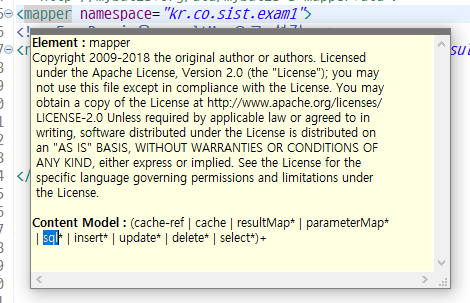 <mapper namespace="kr.co.sist.exam1">
Element : mapper
Copyright 2009-2018 the original author or authors. Licensed
under the Apache License, Version 2.0 (the "License"); you may
not use this file except in compliance with the License. You may
obtain a copy of the License at http://www.apache.org/licenses/
LICENSE-2.0 Unless required by applicable law or agreed to in
writing, software distributed under the License is distributed on
an "AS IS" BASIS, WITHOUT WARRANTIES OR CONDITIONS OF
ANY KIND, either express or implied. See the License for the
specific language governing permissions and limitations under
the License.
Content Model : (cache-ref | cache | resultMap* | parameterMap*
| sql* | insert* | update* | delete* | select*)+